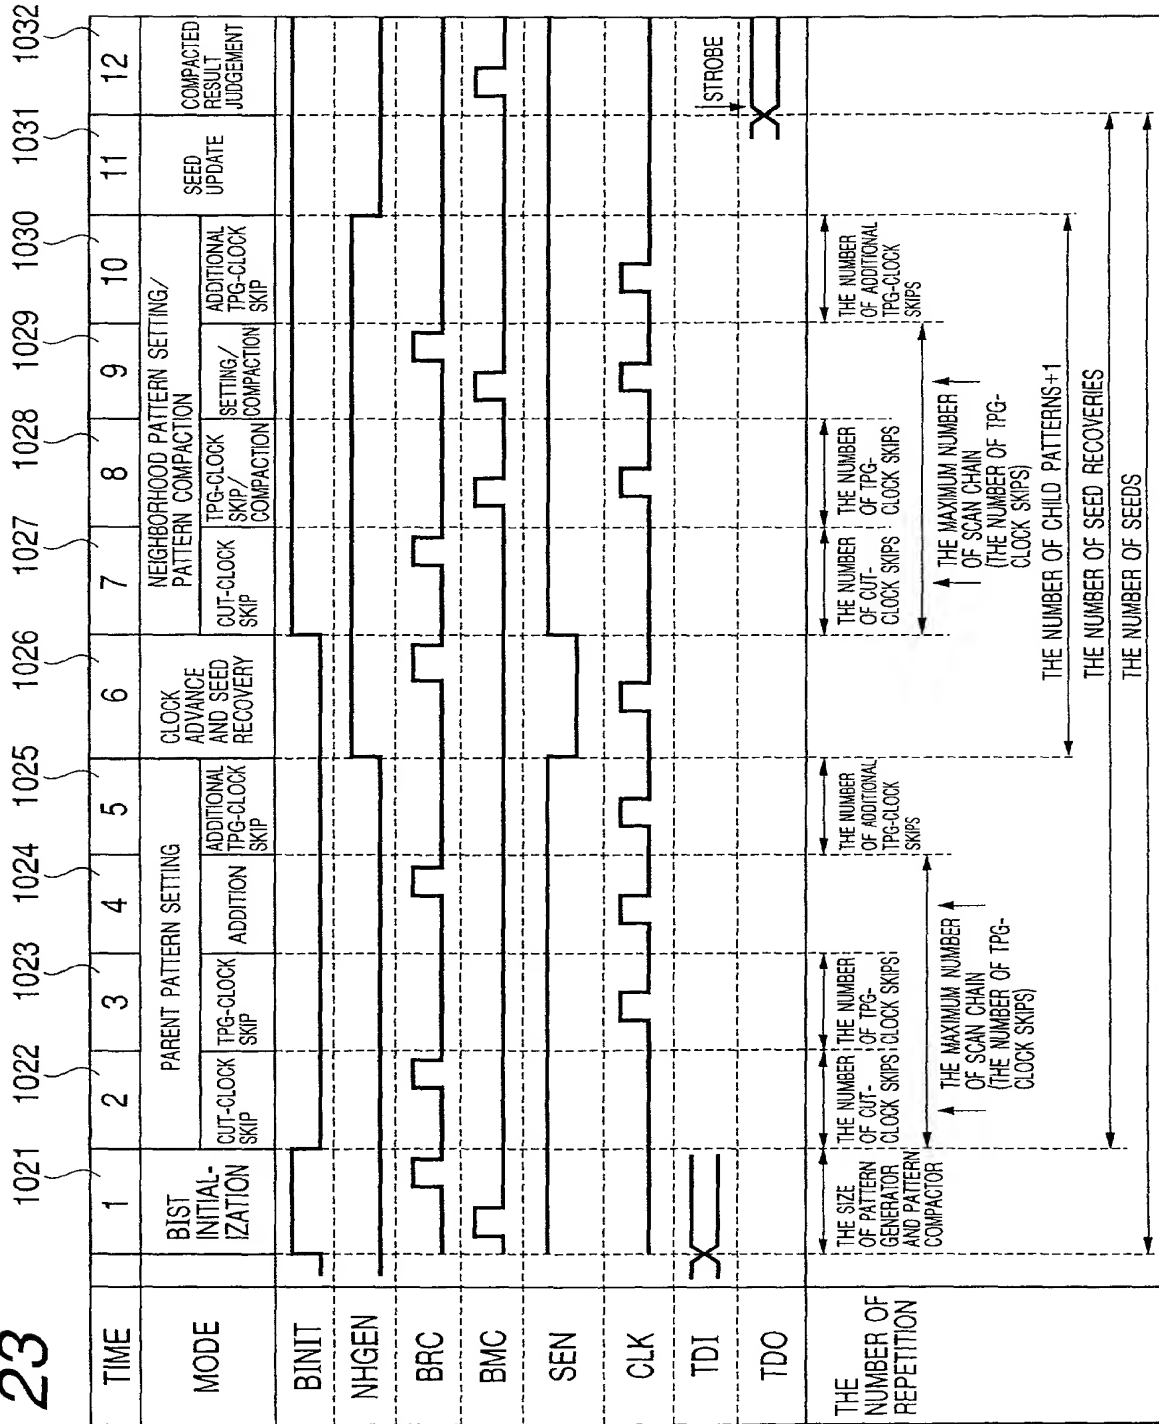 23
1021
1022
1023
1024
1025
1026
1027
1028
1029
1030
1031
1032
TIME
1
2
3
4
5
6
7
8
9
10
11
12
MODE
BIST
INITIAL-
IZATION
PARENT PATTERN SETTING
CUT-CLOCK
SKIP
TPG-CLOCK
SKIP
ADDITION
ADDITIONAL
TPG-CLOCK
SKIP
CLOCK
ADVANCE
AND SEED
RECOVERY
NEIGHBORHOOD PATTERN SETTING/
PATTERN COMPACTION
CUT-CLOCK
SKIP
TPG-CLOCK
SKIP/
COMPACTION
SETTING/
COMPACTION
ADDITIONAL
TPG-CLOCK
SKIP
SEED
UPDATE
COMPACTED
RESULT
JUDGEMENT
BINIT
NHGEN
BRC
BMC
SEN
CLK
TDI
TDO
STROBE
THE
NUMBER OF
REPETITION
THE SIZE
OF PATTERN
GENERATOR
AND PATTERN
COMPACTOR
THE NUMBER
OF CUT-
CLOCK SKIPS
THE NUMBER
OF TPG-
CLOCK SKIPS
THE MAXIMUM NUMBER
OF SCAN CHAIN
(THE NUMBER OF TPG-
CLOCK SKIPS)
THE NUMBER
OF ADDITIONAL
TPG-CLOCK
SKIPS
THE NUMBER
OF CUT-
CLOCK SKIPS
THE NUMBER
OF TPG-
CLOCK SKIPS
THE MAXIMUM NUMBER
OF SCAN CHAIN
(THE NUMBER OF TPG-
CLOCK SKIPS)
THE NUMBER
OF ADDITIONAL
TPG-CLOCK
SKIPS
THE NUMBER OF CHILD PATTERNS+1
THE NUMBER OF SEED RECOVERIES
THE NUMBER OF SEEDS